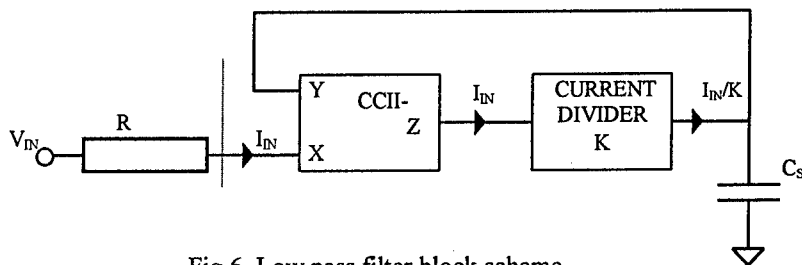 Y
CCII-
Z
X
V_IN
R
I_IN
I_IN
CURRENT
DIVIDER
K
I_IN/K
C_S
Fig 6. Low pass filter block scheme